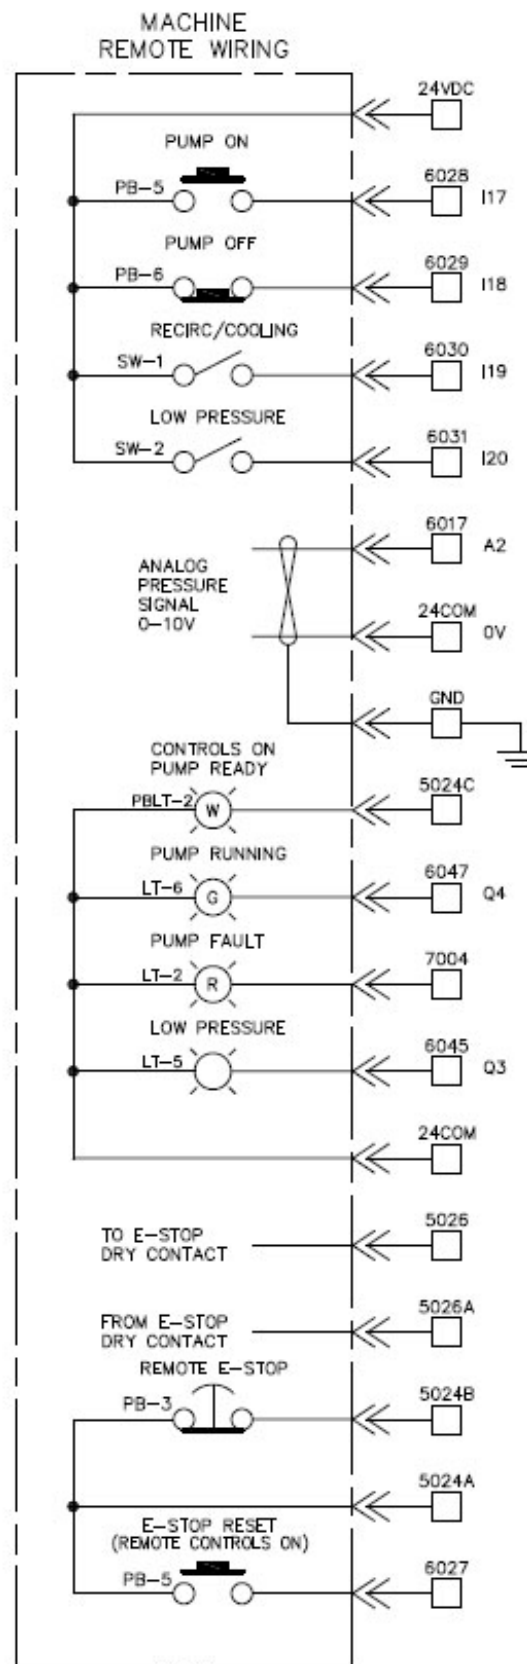 MACHINE
REMOTE WIRING
24VDC
PUMP ON
PB-5
6028
I17
PUMP OFF
PB-6
6029
I18
RECIRC/COOLING
SW-1
6030
I19
LOW PRESSURE
SW-2
6031
I20
6017
A2
ANALOG
PRESSURE
SIGNAL
0-10V
24COM
0V
GND
CONTROLS ON
PUMP READY
PBLT-2
W
5024C
PUMP RUNNING
LT-6
G
6047
Q4
PUMP FAULT
LT-2
R
7004
LOW PRESSURE
LT-5
6045
Q3
24COM
TO E-STOP
DRY CONTACT
5026
FROM E-STOP
DRY CONTACT
5026A
REMOTE E-STOP
PB-3
5024B
5024A
E-STOP RESET
(REMOTE CONTROLS ON)
PB-5
6027